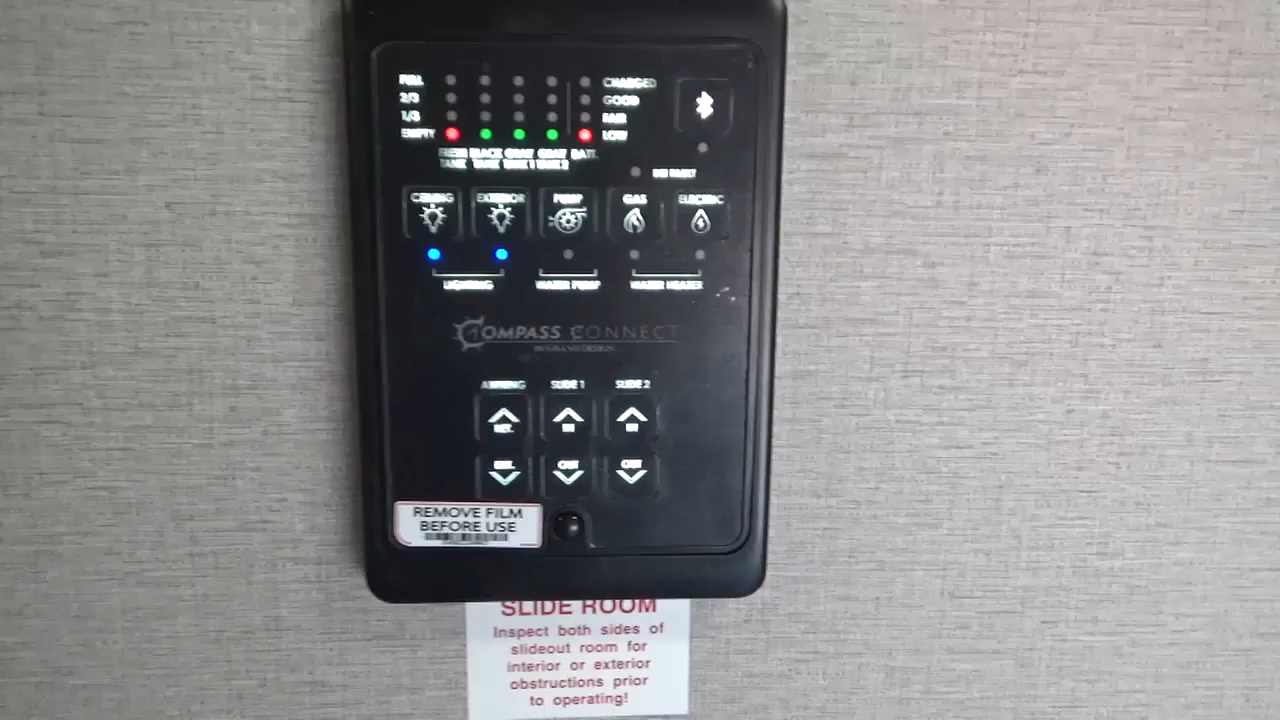 FULL CHARGED
2/3 GOOD
1/3 FAIR
EMPTY LOW
FRESH TANK BLACK TANK GRAY TANK 1 GRAY TANK 2 BATT.
DSI FAULT
CEILING EXTERIOR PUMP GAS ELECTRIC
LIGHTING WATER PUMP WATER HEATER
COMPASS CONNECT
BY GRAND DESIGN
AWNING SLIDE 1 SLIDE 2
RET. IN IN
EXT. OUT OUT
REMOVE FILM
BEFORE USE
SLIDE ROOM
Inspect both sides of
slideout room for
interior or exterior
obstructions prior
to operating!